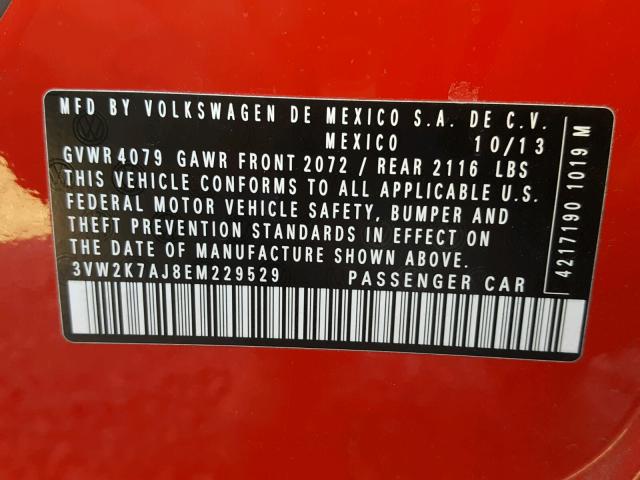 MFD BY VOLKSWAGEN DE MEXICO S.A. DE C.V.
MEXICO 10/13
GVWR 4079 GAWR FRONT 2072 / REAR 2116 LBS
THIS VEHICLE CONFORMS TO ALL APPLICABLE U.S.
FEDERAL MOTOR VEHICLE SAFETY, BUMPER AND
THEFT PREVENTION STANDARDS IN EFFECT ON
THE DATE OF MANUFACTURE SHOWN ABOVE.
3VW2K7AJ8EM229529 PASSENGER CAR
4217190 1019 M